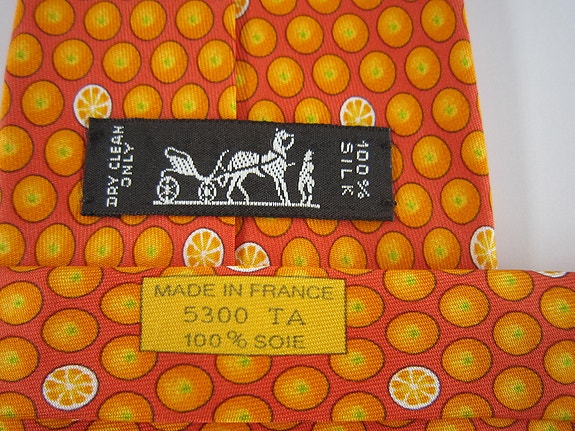 DRY CLEAN
ONLY
100%
SILK
MADE IN FRANCE
5300 TA
100% SOIE